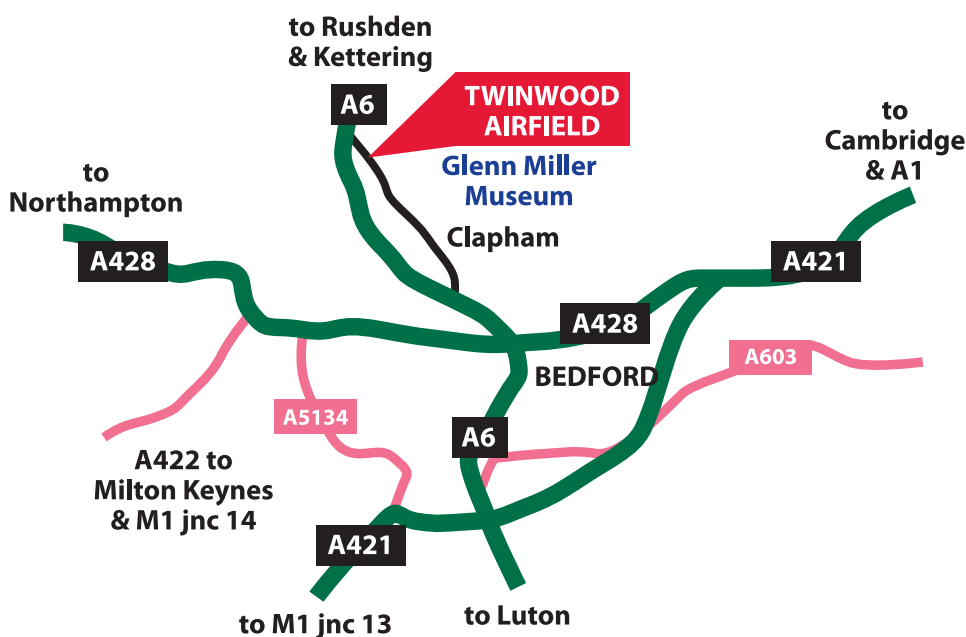 to Rushden
& Kettering
A6
TWINWOOD
AIRFIELD
Glenn Miller
Museum
to
Cambridge
& A1
to
Northampton
Clapham
A428
A421
A428
A603
BEDFORD
A5134
A6
A422 to
Milton Keynes
& M1 jnc 14
A421
to M1 jnc 13
to Luton